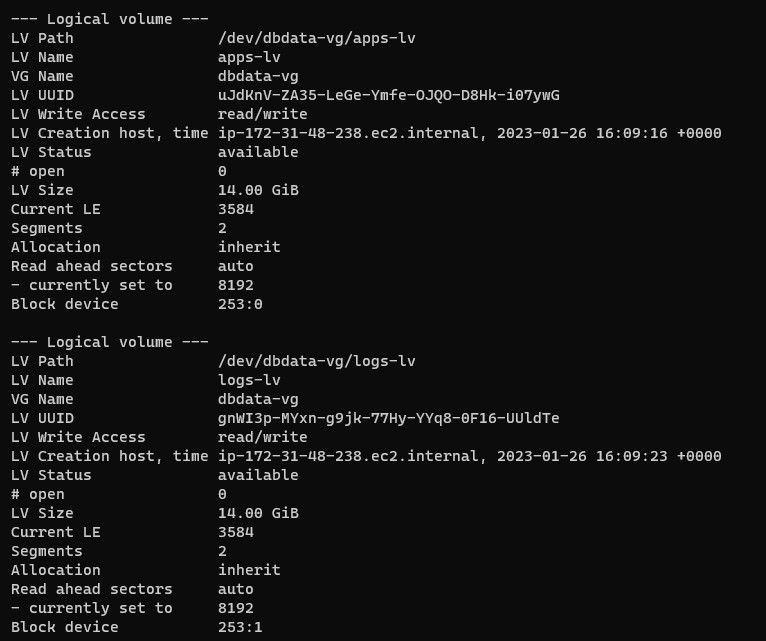 --- Logical volume ---
LV Path                /dev/dbdata-vg/apps-lv
LV Name                apps-lv
VG Name                dbdata-vg
LV UUID                uJdKnV-ZA35-LeGe-Ymfe-OJQO-D8Hk-i07ywG
LV Write Access        read/write
LV Creation host, time ip-172-31-48-238.ec2.internal, 2023-01-26 16:09:16 +0000
LV Status              available
# open                 0
LV Size                14.00 GiB
Current LE             3584
Segments               2
Allocation             inherit
Read ahead sectors     auto
- currently set to     8192
Block device           253:0

--- Logical volume ---
LV Path                /dev/dbdata-vg/logs-lv
LV Name                logs-lv
VG Name                dbdata-vg
LV UUID                gnWI3p-MYxn-g9jk-77Hy-YYq8-0F16-UUldTe
LV Write Access        read/write
LV Creation host, time ip-172-31-48-238.ec2.internal, 2023-01-26 16:09:23 +0000
LV Status              available
# open                 0
LV Size                14.00 GiB
Current LE             3584
Segments               2
Allocation             inherit
Read ahead sectors     auto
- currently set to     8192
Block device           253:1